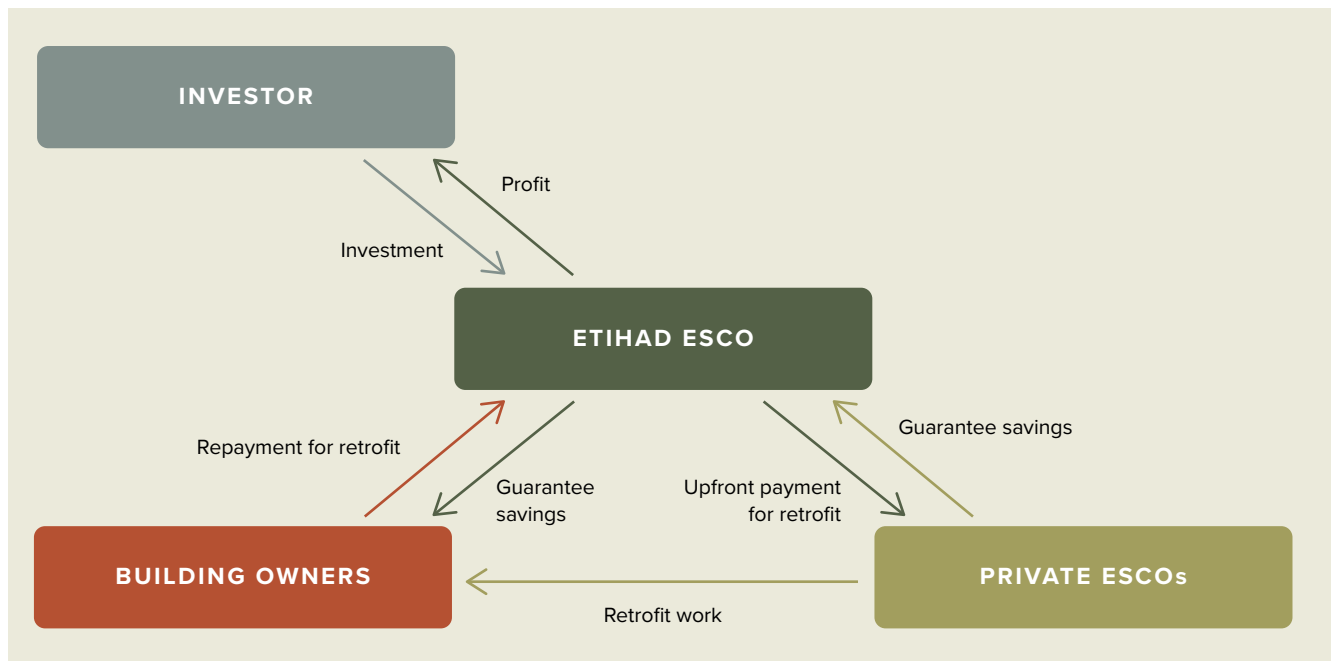 INVESTOR
Profit
Investment
ETIHAD ESCO
Repayment for retrofit
Guarantee
savings
Upfront payment
for retrofit
Guarantee savings
BUILDING OWNERS
Retrofit work
PRIVATE ESCOs